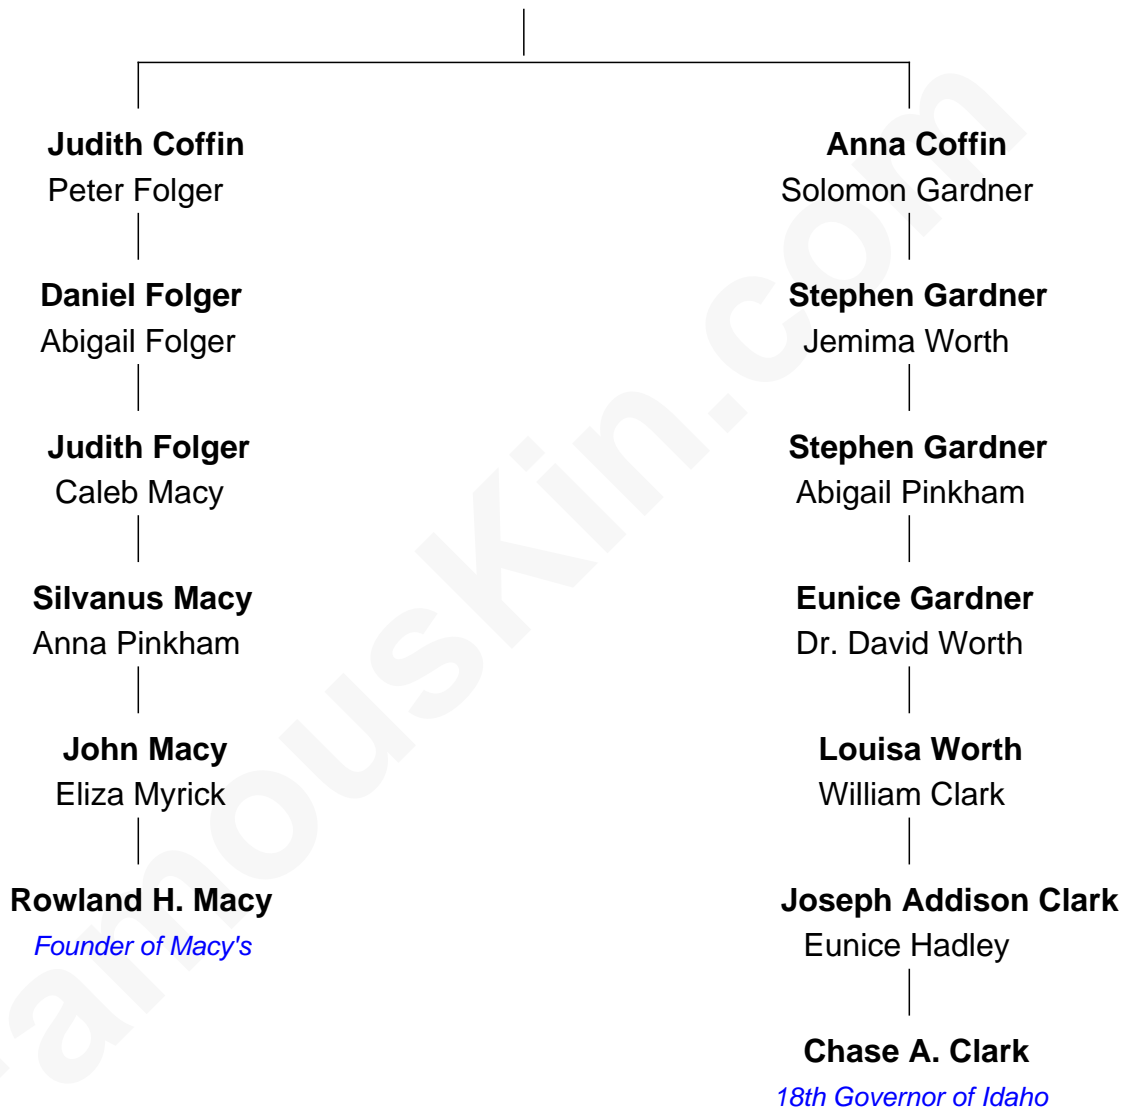 Judith Coffin
Peter Folger
Anna Coffin
Solomon Gardner
Daniel Folger
Abigail Folger
Stephen Gardner
Jemima Worth
Judith Folger
Caleb Macy
Stephen Gardner
Abigail Pinkham
Silvanus Macy
Anna Pinkham
Eunice Gardner
Dr. David Worth
John Macy
Eliza Myrick
Louisa Worth
William Clark
Rowland H. Macy
Founder of Macy's
Joseph Addison Clark
Eunice Hadley
Chase A. Clark
18th Governor of Idaho
amousKin.com